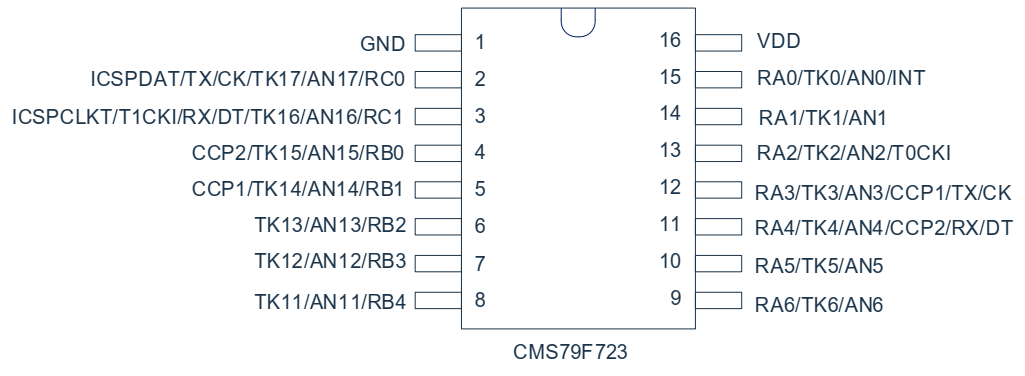 GND 1 16 VDD
ICSPDAT/TX/CK/TK17/AN17/RC0 2 15 RA0/TK0/AN0/INT
ICSPCLKT/T1CKI/RX/DT/TK16/AN16/RC1 3 14 RA1/TK1/AN1
CCP2/TK15/AN15/RB0 4 13 RA2/TK2/AN2/T0CKI
CCP1/TK14/AN14/RB1 5 12 RA3/TK3/AN3/CCP1/TX/CK
TK13/AN13/RB2 6 11 RA4/TK4/AN4/CCP2/RX/DT
TK12/AN12/RB3 7 10 RA5/TK5/AN5
TK11/AN11/RB4 8 9 RA6/TK6/AN6
CMS79F723